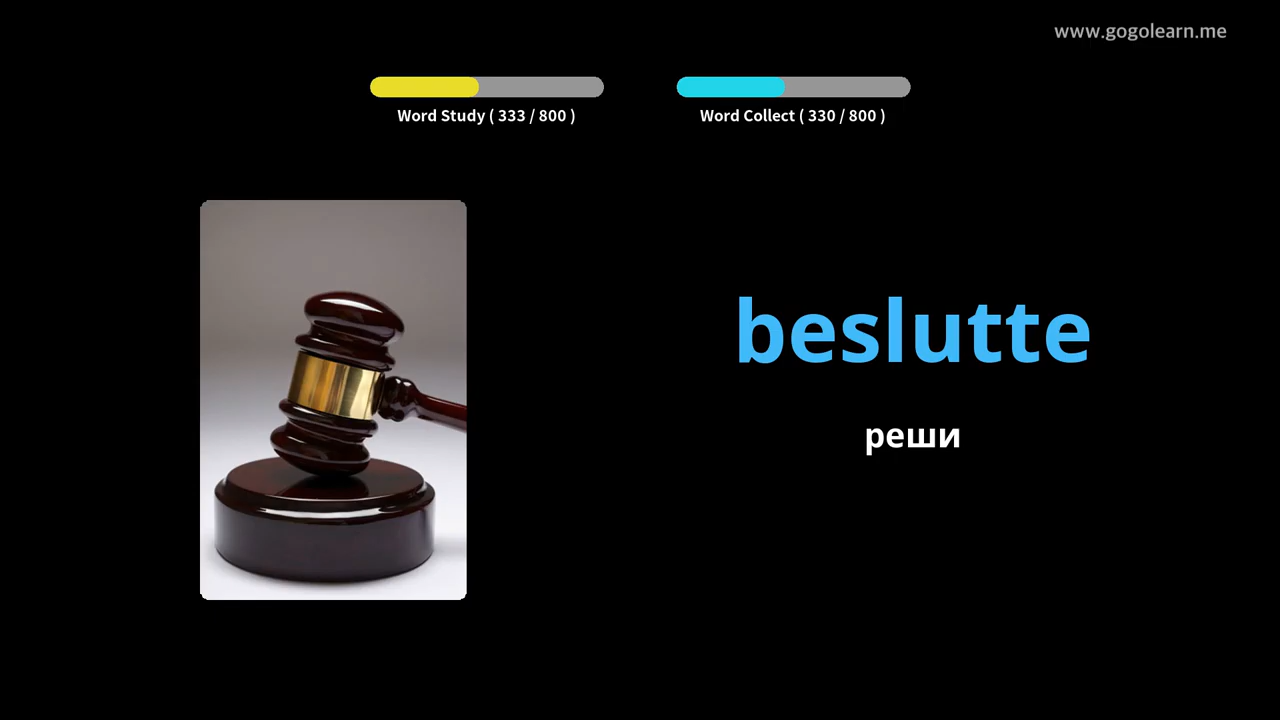 www.gogolearn.me
Word Study ( 333 / 800 )
Word Collect ( 330 / 800 )
beslutte
реши